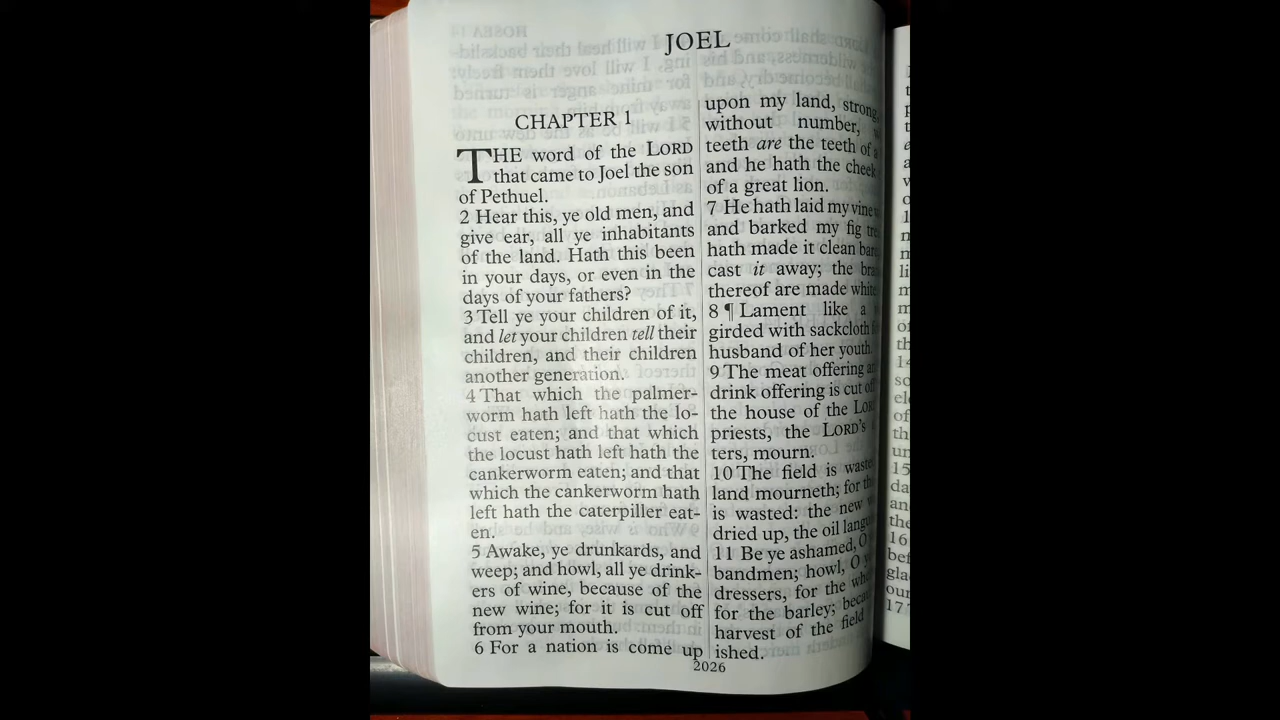 JOEL
CHAPTER 1
THE word of the LORD
that came to Joel the son
of Pethuel.
2 Hear this, ye old men, and
give ear, all ye inhabitants
of the land. Hath this been
in your days, or even in the
days of your fathers?
3 Tell ye your children of it,
and let your children tell their
children, and their children
another generation.
4 That which the palmer-
worm hath left hath the lo-
cust eaten; and that which
the locust hath left hath the
cankerworm eaten; and that
which the cankerworm hath
left hath the caterpiller eat-
en.
5 Awake, ye drunkards, and
weep; and howl, all ye drink-
ers of wine, because of the
new wine; for it is cut off
from your mouth.
6 For a nation is come up
upon my land, strong,
without number,
teeth are the teeth of a
and he hath the cheek
of a great lion.
7 He hath laid my vine
and barked my fig
hath made it clean
cast it away; the
thereof are made white
8 ¶ Lament like a
girded with sackcloth
husband of her youth.
9 The meat offering
drink offering is cut
the house of the
priests, the LORD'S
ters, mourn.
10 The field is
land mourneth; for
is wasted: the new
dried up, the oil
11 Be ye ashamed, O
bandmen; howl, O
dressers, for the
for the barley;
harvest of the field
ished.
2026